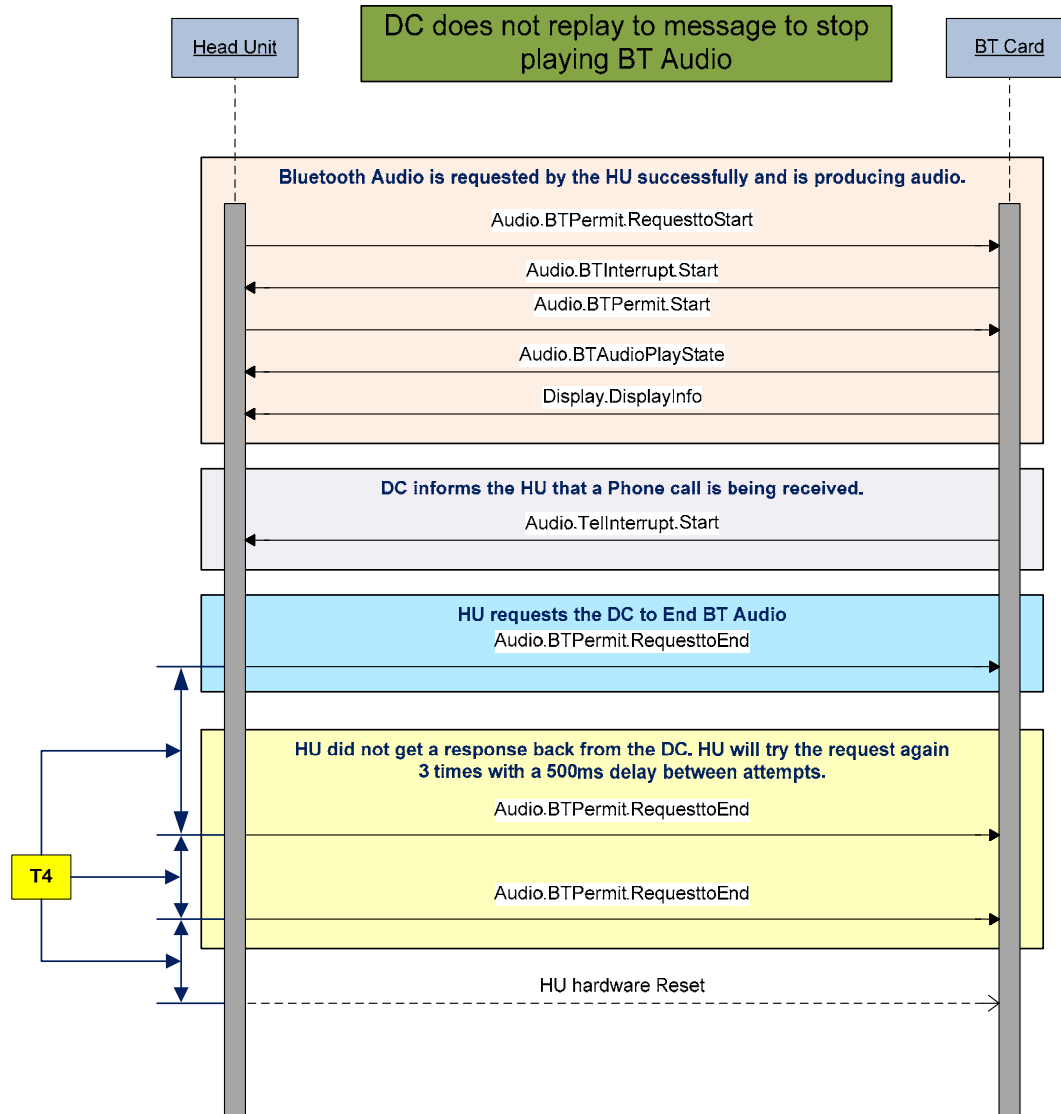 DC does not replay to message to stop
playing BT Audio
Head Unit
BT Card
Bluetooth Audio is requested by the HU successfully and is producing audio.
Audio.BTPermit.RequesttoStart
Audio.BTInterrupt.Start
Audio.BTPermit.Start
Audio.BTAudioPlayState
Display.DisplayInfo
DC informs the HU that a Phone call is being received.
Audio.TelInterrupt.Start
HU requests the DC to End BT Audio
Audio.BTPermit.RequesttoEnd
HU did not get a response back from the DC. HU will try the request again
3 times with a 500ms delay between attempts.
Audio.BTPermit.RequesttoEnd
T4
Audio.BTPermit.RequesttoEnd
HU hardware Reset